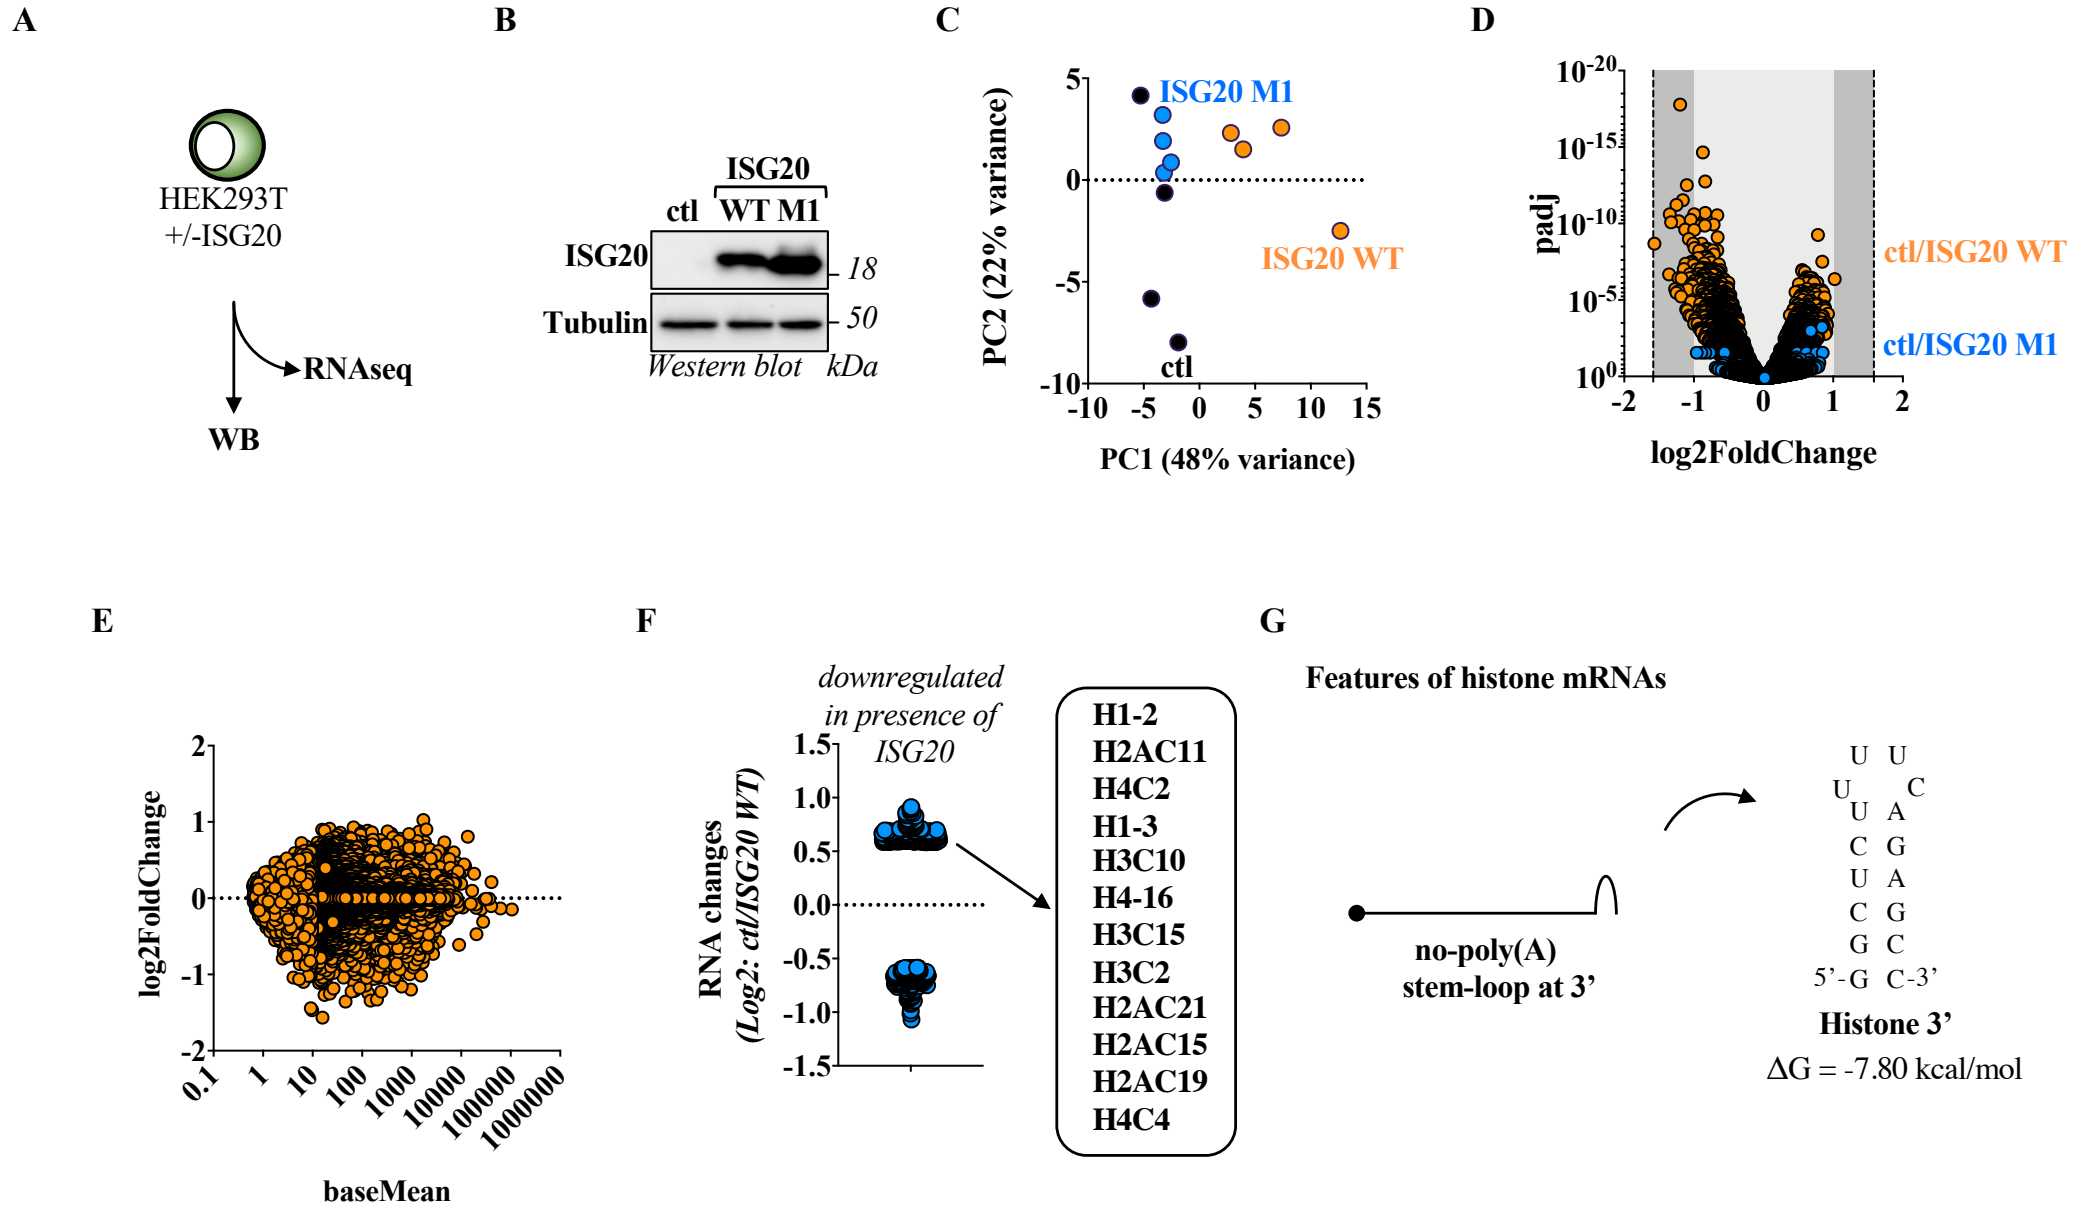 A
HEK293T
+/-ISG20
RNAseq
WB
B
ISG20
ctl WT M1
ISG20
18
Tubulin
50
Western blot kDa
C
PC2 (22% variance)
5
0
-5
-10
ISG20 M1
ISG20 WT
ctl
-10 -5 0 5 10 15
PC1 (48% variance)
D
padj
10-20
10-15
10-10
10-5
100
ctl/ISG20 WT
ctl/ISG20 M1
-2 -1 0 1 2
log2FoldChange
E
log2FoldChange
2
1
0
-1
-2
0.1 1 10 100 1000 10000 100000 1000000
baseMean
F
downregulated
in presence of
ISG20
RNA changes
(Log2: ctl/ISG20 WT)
1.5
1.0
0.5
0.0
-0.5
-1.0
-1.5
H1-2
H2AC11
H4C2
H1-3
H3C10
H4-16
H3C15
H3C2
H2AC21
H2AC15
H2AC19
H4C4
G
Features of histone mRNAs
no-poly(A)
stem-loop at 3’
U U
U C
U A
C G
U A
C G
G C
5’-G C-3’
Histone 3’
ΔG = -7.80 kcal/mol